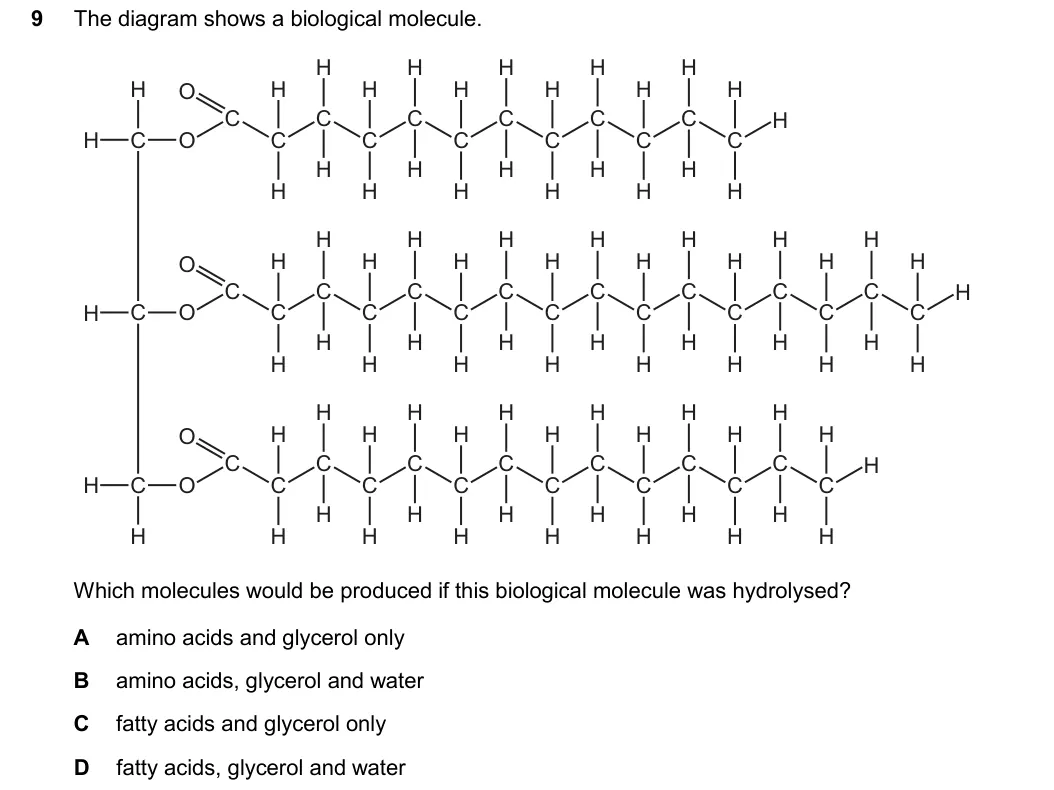 9 The diagram shows a biological molecule.
H H H H H
H O H H H H H H
C C C C C C H
H C O C C C C C C
H H H H H
H H H H H H
H H H H H H H
O H H H H H H H H
C C C C C C C C H
H C O C C C C C C C C
H H H H H H H
H H H H H H H H
H H H H H H
O H H H H H H H
C C C C C C C H
H C O C C C C C C C
H H H H H H
H H H H H H H H
Which molecules would be produced if this biological molecule was hydrolysed?
A amino acids and glycerol only
B amino acids, glycerol and water
C fatty acids and glycerol only
D fatty acids, glycerol and water